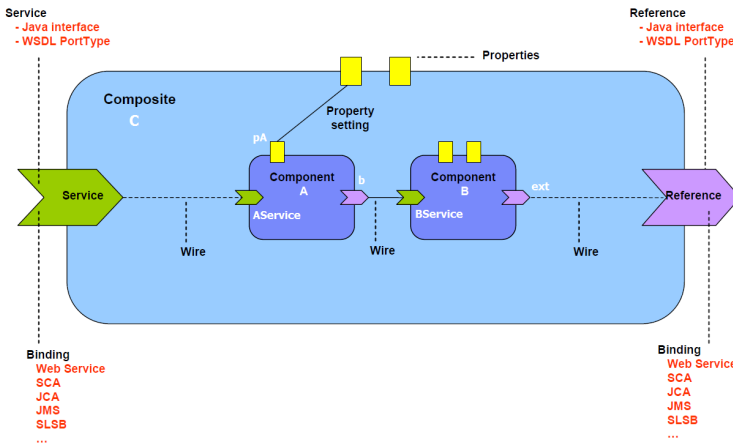 Service
- Java interface
- WSDL PortType
Reference
- Java interface
- WSDL PortType
Properties
Composite
C
Property
setting
pA
Component
A
b
Component
B
ext
Service
Reference
AService
BService
Wire
Wire
Wire
Binding
Web Service
SCA
JCA
JMS
SLSB
...
Binding
Web Service
SCA
JCA
JMS
SLSB
...